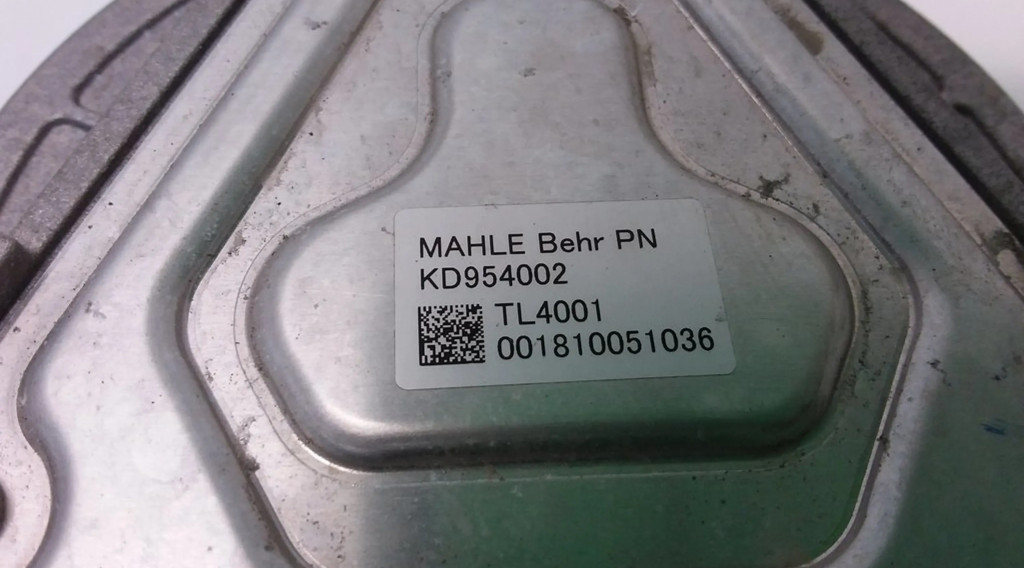 MAHLE Behr PN
KD954002
TL4001
001810051036